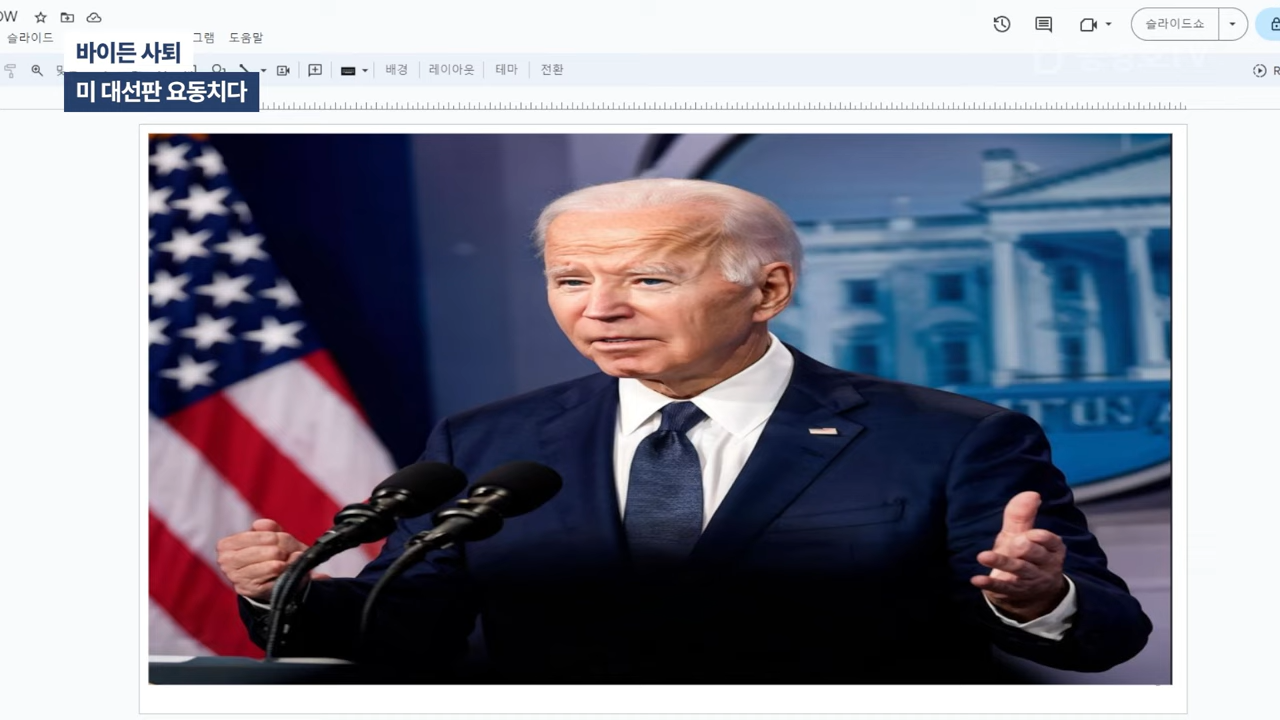 OW
슬라이드
그램
도움말
슬라이드쇼
바이든 사퇴
미 대선판 요동치다
배경
레이아웃
테마
전환
R